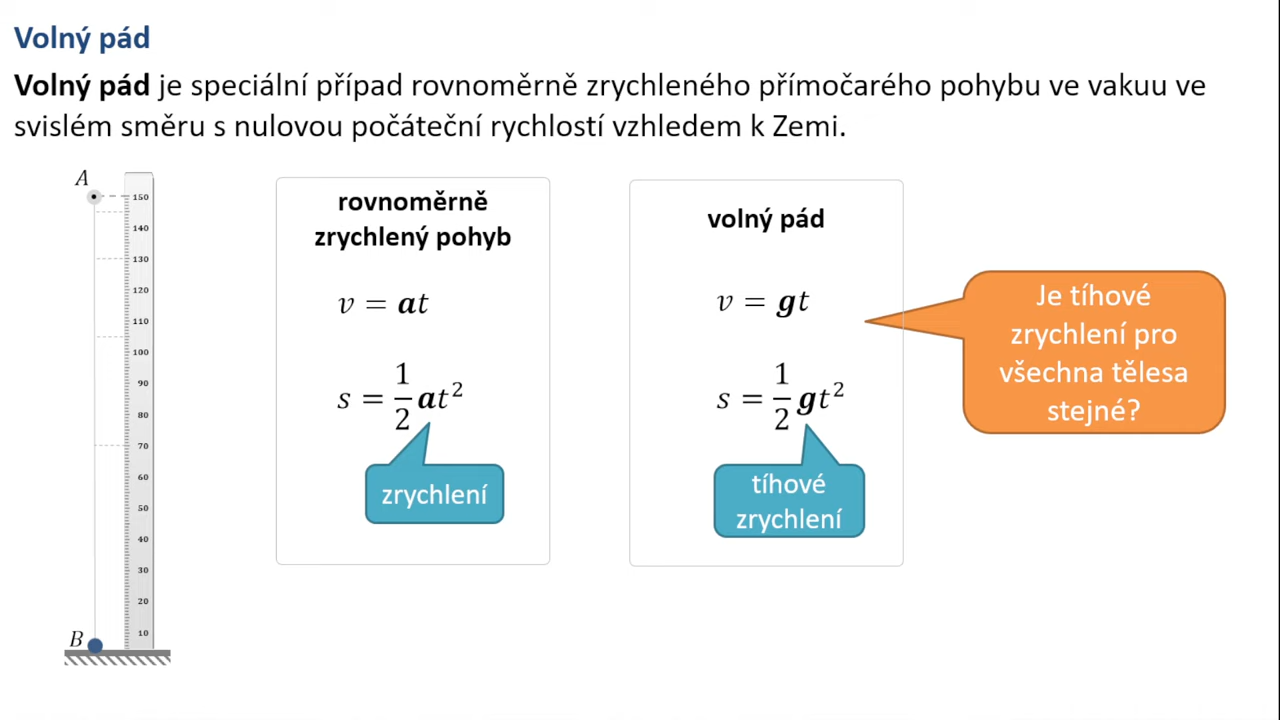 Volný pád
Volný pád je speciální případ rovnoměrně zrychleného přímočarého pohybu ve vakuu ve
svislém směru s nulovou počáteční rychlostí vzhledem k Zemi.
A
150
140
130
120
110
100
90
80
70
60
50
40
30
20
10
B
rovnoměrně
zrychlený pohyb
v = at
s = 1/2 at²
zrychlení
volný pád
v = gt
s = 1/2 gt²
tíhové
zrychlení
Je tíhové
zrychlení pro
všechna tělesa
stejné?